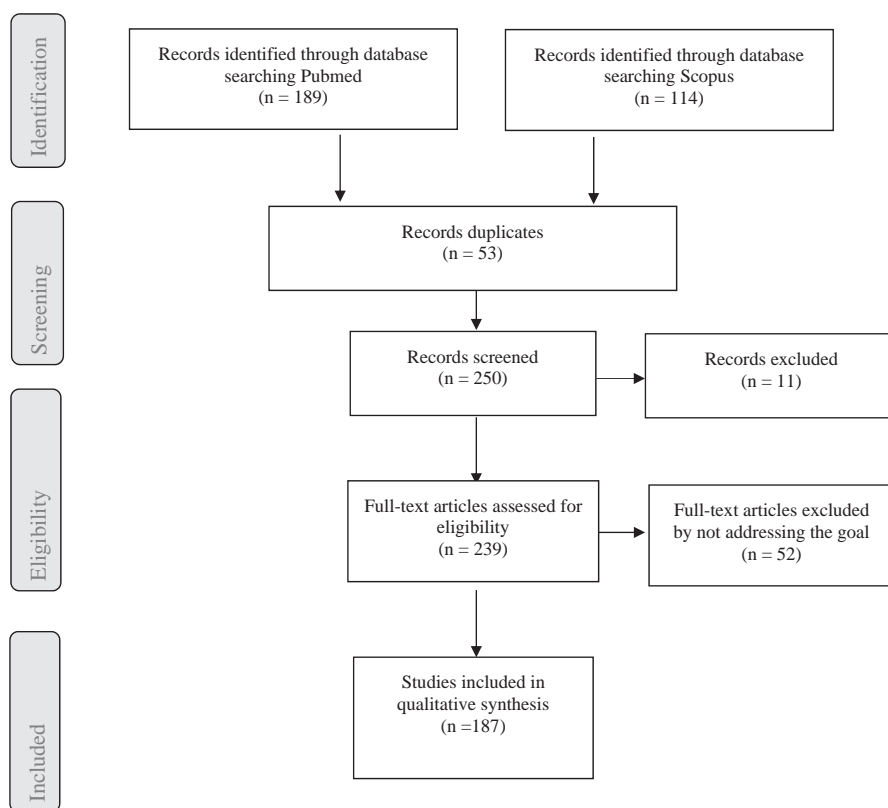 Identification
Records identified through database
searching Pubmed
(n = 189)
Records identified through database
searching Scopus
(n = 114)
Screening
Records duplicates
(n = 53)
Records screened
(n = 250)
Records excluded
(n = 11)
Eligibility
Full-text articles assessed for
eligibility
(n = 239)
Full-text articles excluded
by not addressing the goal
(n = 52)
Included
Studies included in
qualitative synthesis
(n =187)